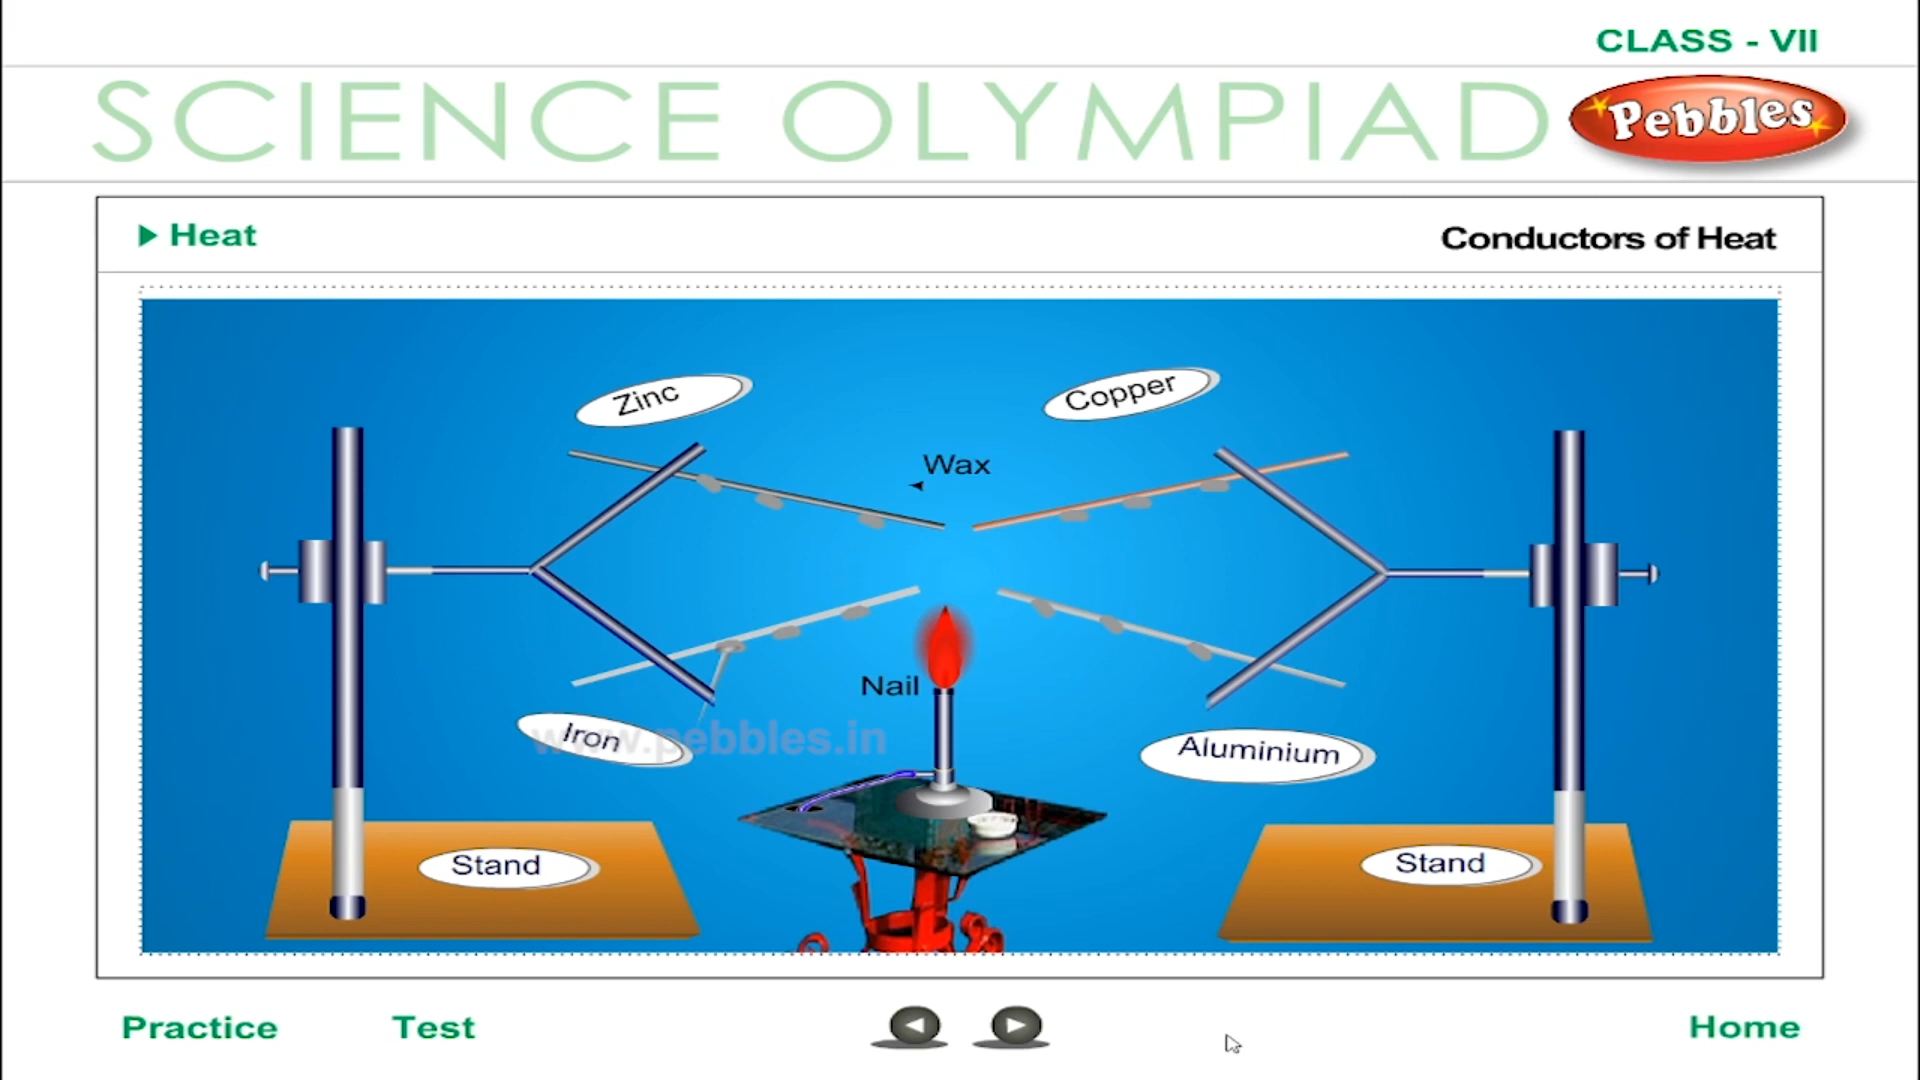 CLASS - VII
SCIENCE OLYMPIAD
Pebbles
Heat
Conductors of Heat
Zinc
Copper
Wax
Nail
Iron
www.pebbles.in
Aluminium
Stand
Stand
Practice
Test
Home